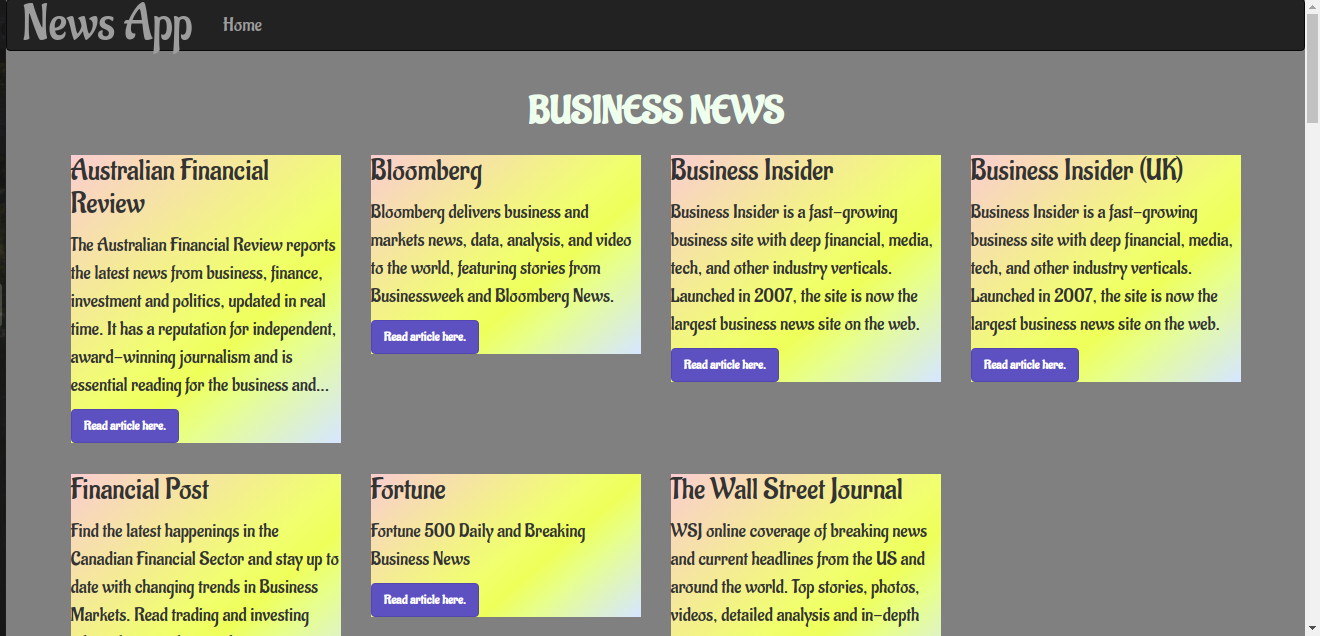 News App
Home
BUSINESS NEWS
Australian Financial
Review
The Australian Financial Review reports
the latest news from business, finance,
investment and politics, updated in real
time. It has a reputation for independent,
award-winning journalism and is
essential reading for the business and...
Read article here.
Bloomberg
Bloomberg delivers business and
markets news, data, analysis, and video
to the world, featuring stories from
Businessweek and Bloomberg News.
Read article here.
Business Insider
Business Insider is a fast-growing
business site with deep financial, media,
tech, and other industry verticals.
Launched in 2007, the site is now the
largest business news site on the web.
Read article here.
Business Insider (UK)
Business Insider is a fast-growing
business site with deep financial, media,
tech, and other industry verticals.
Launched in 2007, the site is now the
largest business news site on the web.
Read article here.
Financial Post
Find the latest happenings in the
Canadian Financial Sector and stay up to
date with changing trends in Business
Markets. Read trading and investing
Fortune
Fortune 500 Daily and Breaking
Business News
Read article here.
The Wall Street Journal
WSJ online coverage of breaking news
and current headlines from the US and
around the world. Top stories, photos,
videos, detailed analysis and in-depth